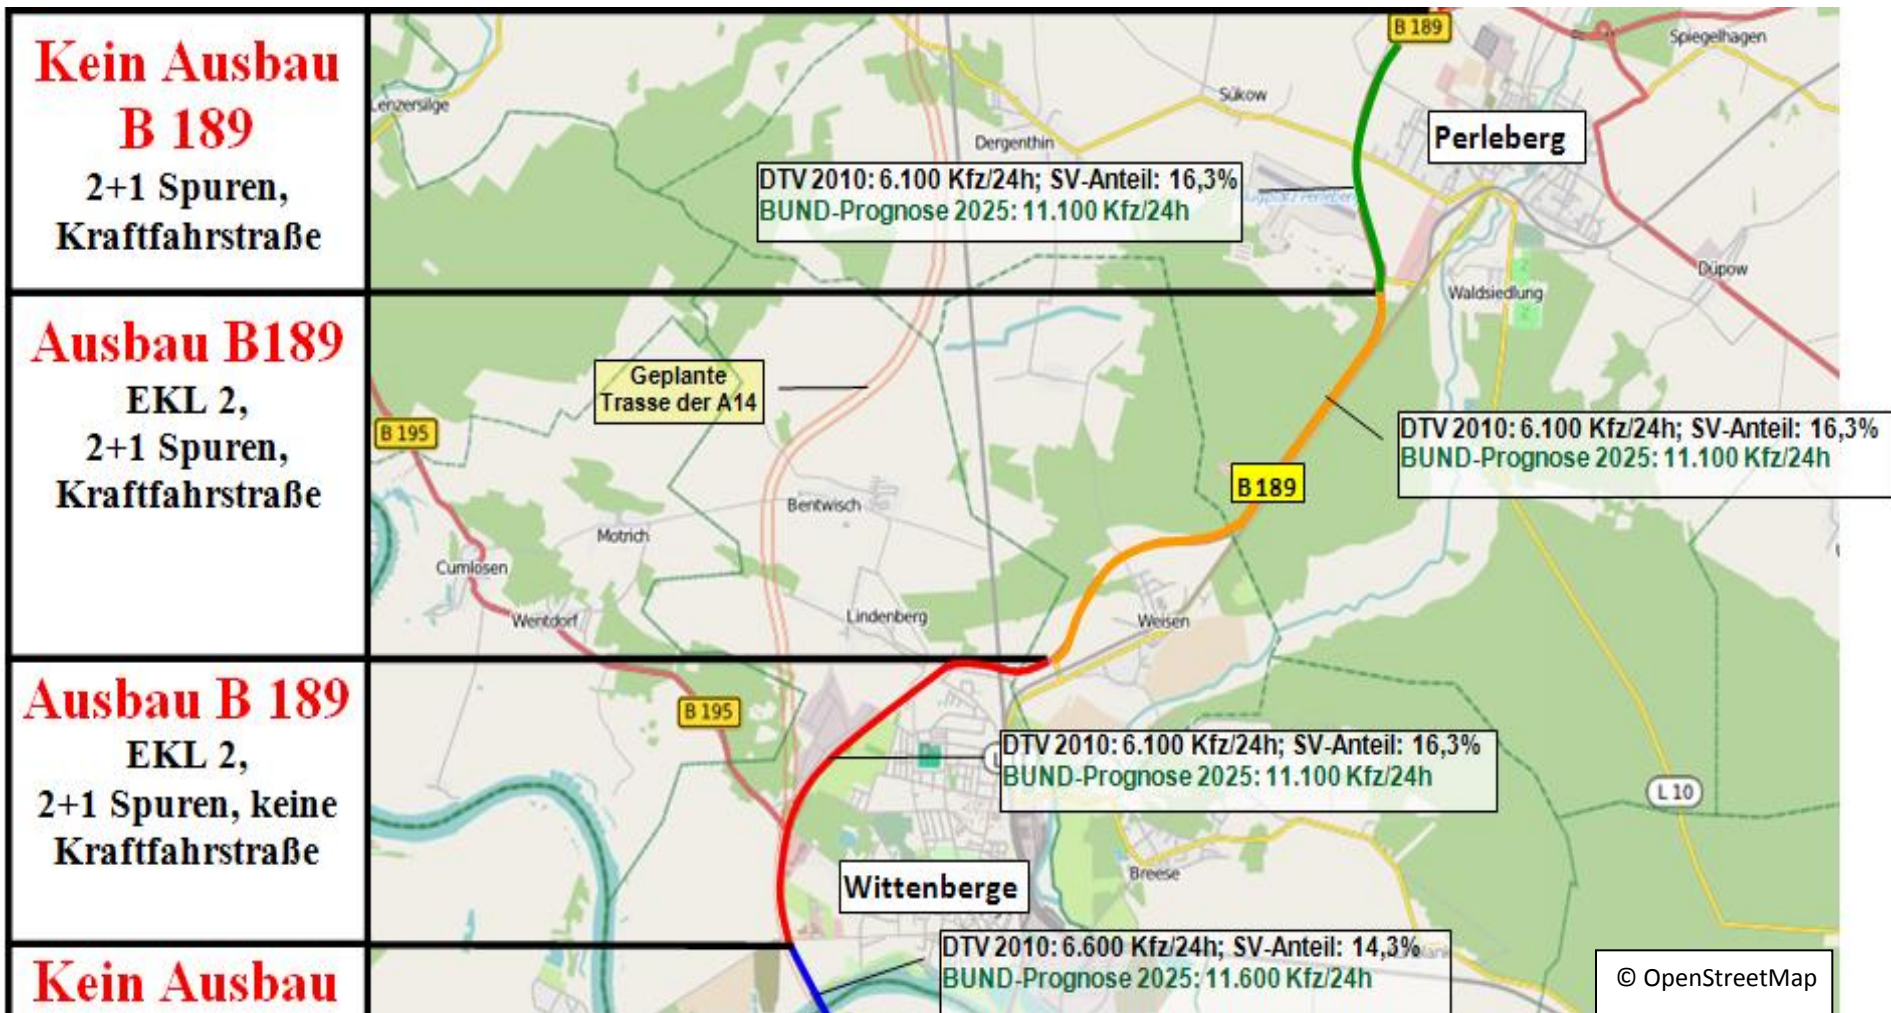 Kein Ausbau
B 189
2+1 Spuren,
Kraftfahrstraße
Ausbau B189
EKL 2,
2+1 Spuren,
Kraftfahrstraße
Ausbau B 189
EKL 2,
2+1 Spuren, keine
Kraftfahrstraße
Kein Ausbau
B 189
Spiegelhagen
Lenzersilge
Sükow
Dergenthin
Perleberg
DTV 2010: 6.100 Kfz/24h; SV-Anteil: 16,3%
BUND-Prognose 2025: 11.100 Kfz/24h
Düpow
Waldsiedlung
Geplante
Trasse der A14
B 195
DTV 2010: 6.100 Kfz/24h; SV-Anteil: 16,3%
BUND-Prognose 2025: 11.100 Kfz/24h
B 189
Bentwisch
Motrich
Cumlosen
Wentdorf
Lindenberg
Weisen
B 195
DTV 2010: 6.100 Kfz/24h; SV-Anteil: 16,3%
BUND-Prognose 2025: 11.100 Kfz/24h
L 10
Breese
Wittenberge
DTV 2010: 6.600 Kfz/24h; SV-Anteil: 14,3%
BUND-Prognose 2025: 11.600 Kfz/24h
© OpenStreetMap